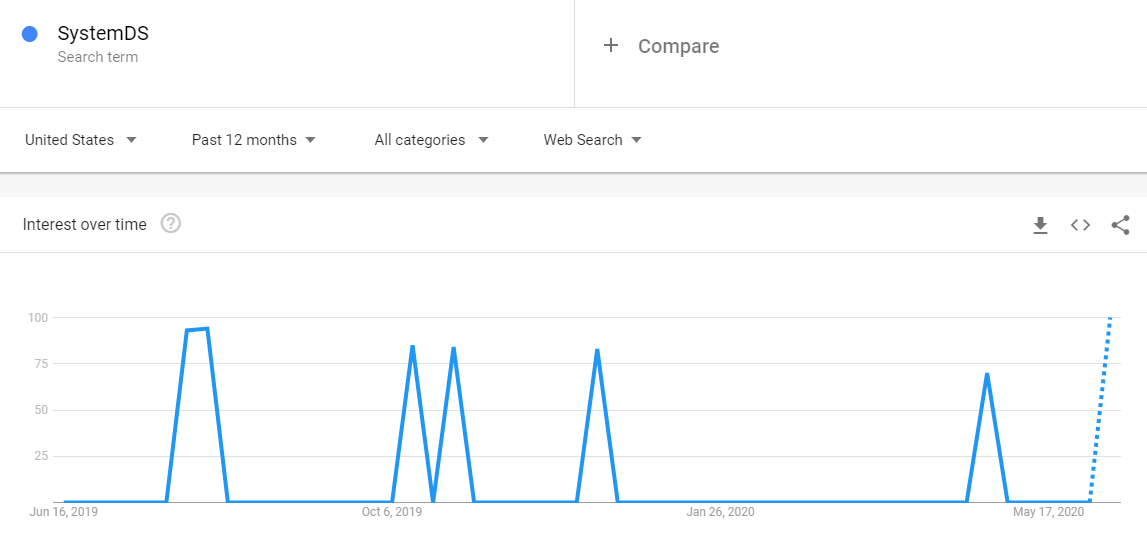 SystemDS
Search term
+ Compare
United States
Past 12 months
All categories
Web Search
Interest over time ?
100
75
50
25
Jun 16, 2019
Oct 6, 2019
Jan 26, 2020
May 17, 2020